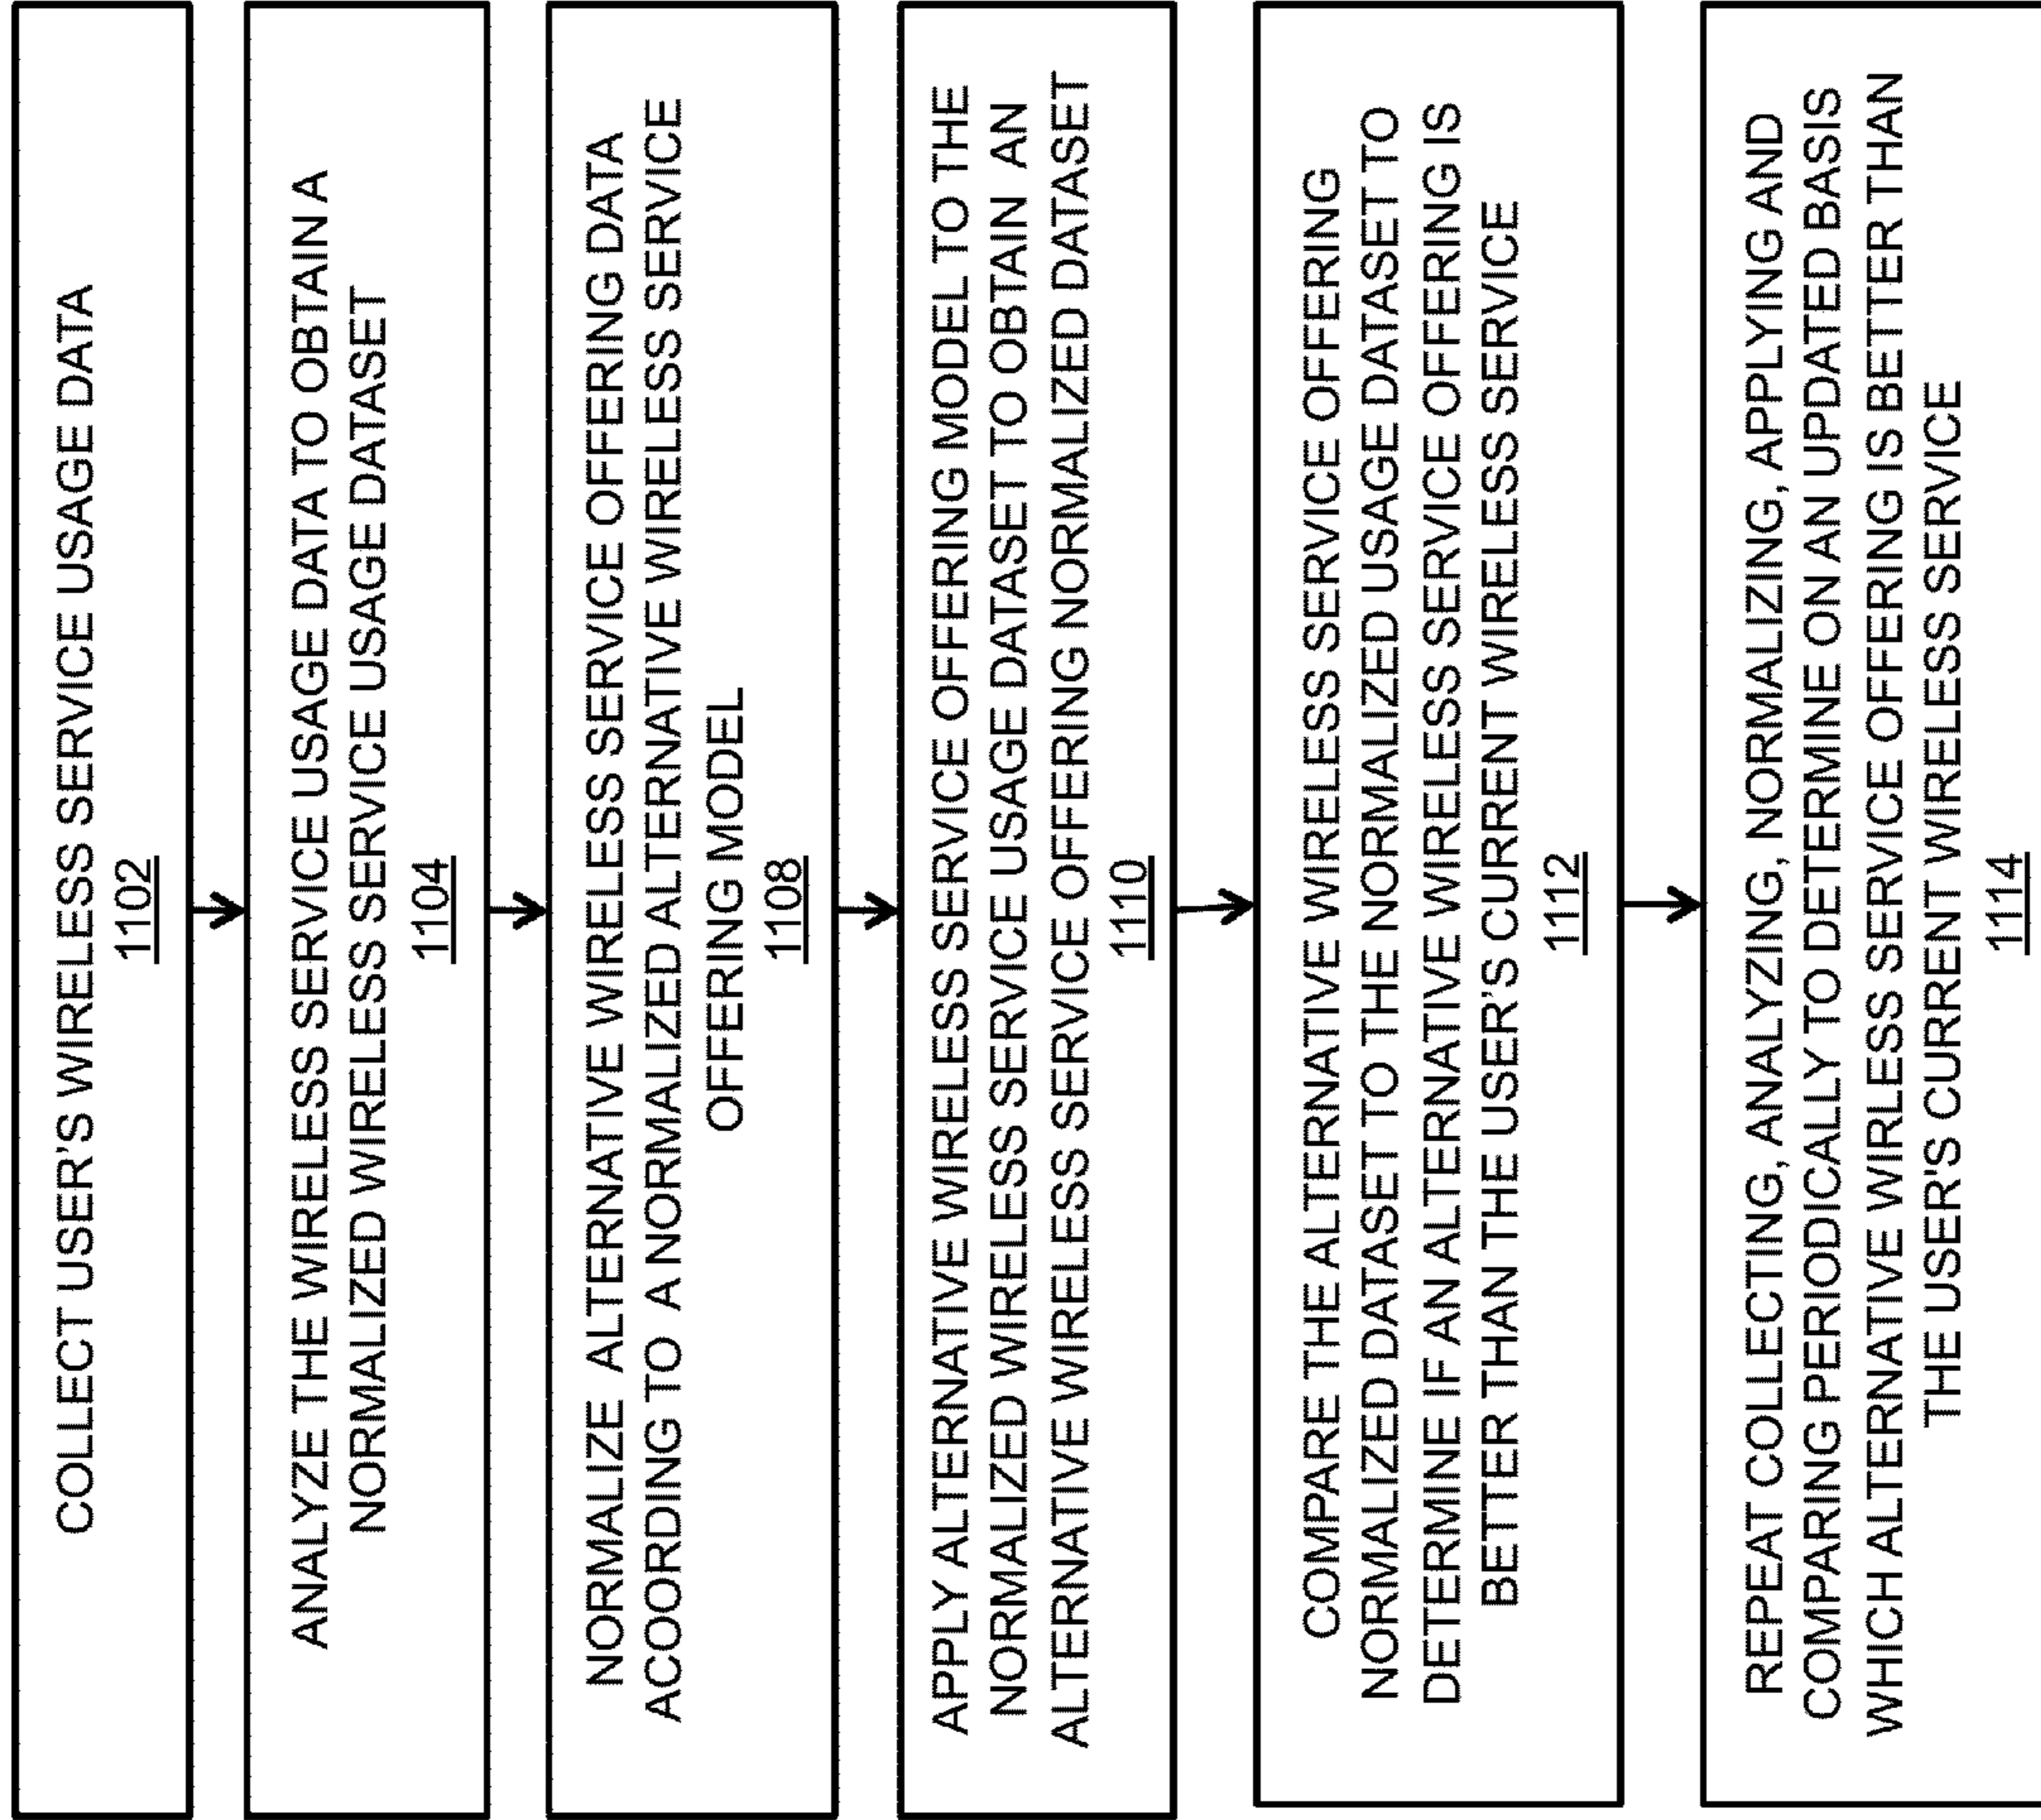 COLLECT USER'S WIRELESS SERVICE USAGE DATA
1102
ANALYZE THE WIRELESS SERVICE USAGE DATA TO OBTAIN A
NORMALIZED WIRELESS SERVICE USAGE DATASET
1104
NORMALIZE ALTERNATIVE WIRELESS SERVICE OFFERING DATA
ACOORDING TO A NORMALIZED ALTERNATIVE WIRELESS SERVICE
OFFERING MODEL
1108
APPLY ALTERNATIVE WIRELESS SERVICE OFFERING MODEL TO THE
NORMALIZED WIRELESS SERVICE USAGE DATASET TO OBTAIN AN
ALTERNATIVE WIRELESS SERVICE OFFERING NORMALIZED DATASET
1110
COMPARE THE ALTERNATIVE WIRELESS SERVICE OFFERING
NORMALIZED DATASET TO THE NORMALIZED USAGE DATASET TO
DETERMINE IF AN ALTERNATIVE WIRELESS SERVICE OFFERING IS
BETTER THAN THE USER'S CURRENT WIRELESS SERVICE
1112
REPEAT COLLECTING, ANALYZING, NORMALIZING, APPLYING AND
COMPARING PERIODICALLY TO DETERMINE ON AN UPDATED BASIS
WHICH ALTERNATIVE WIRLESS SERVICE OFFERING IS BETTER THAN
THE USER'S CURRENT WIRELESS SERVICE
1114